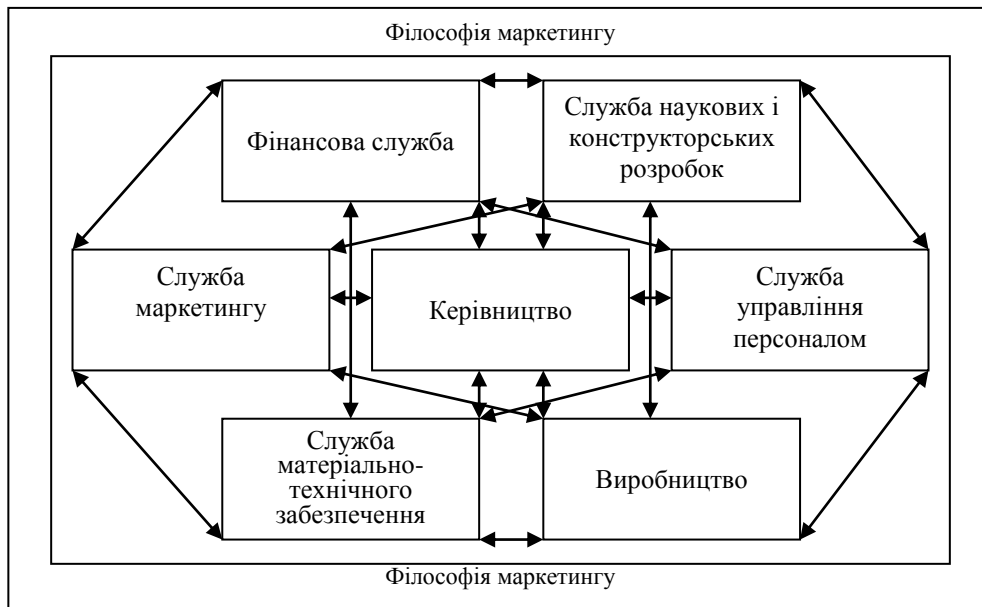 Філософія маркетингу
Фінансова служба
Служба наукових і
конструкторських
розробок
Служба
маркетингу
Керівництво
Служба
управління
персоналом
Служба
матеріально-
технічного
забезпечення
Виробництво
Філософія маркетингу